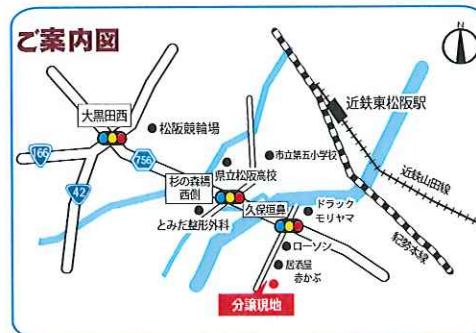 ご案内図
N
大黒田西
松阪競輪場
近鉄東松阪駅
166
756
42
杉の森橋
西側
県立松阪高校
市立第五小学校
近鉄山田線
とみだ整形外科
久保垣鼻
ドラック
モリヤマ
ローソン
紀勢本線
居酒屋
赤かぶ
分譲現地